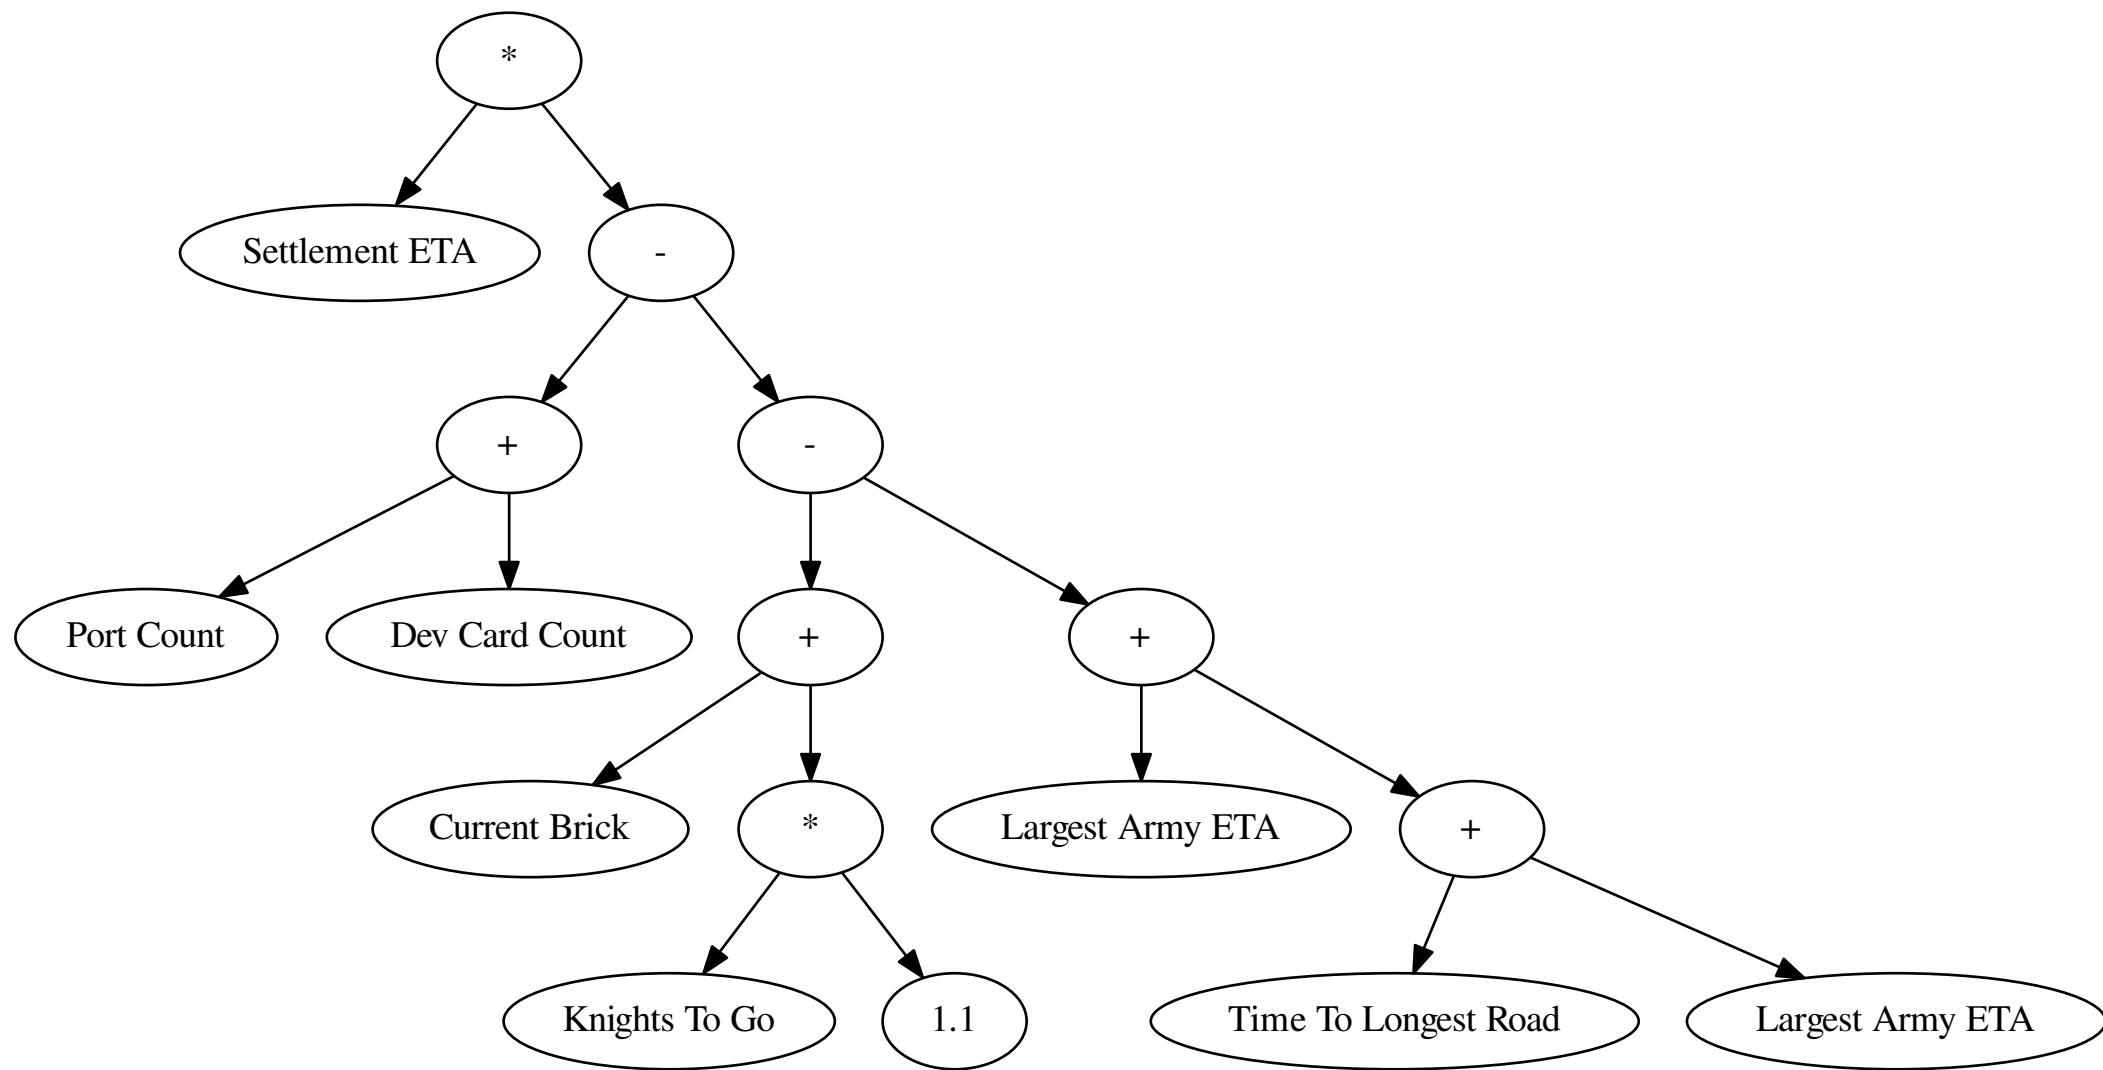 *
Settlement ETA
-
+
-
Port Count
Dev Card Count
+
+
Current Brick
*
Largest Army ETA
+
Knights To Go
1.1
Time To Longest Road
Largest Army ETA